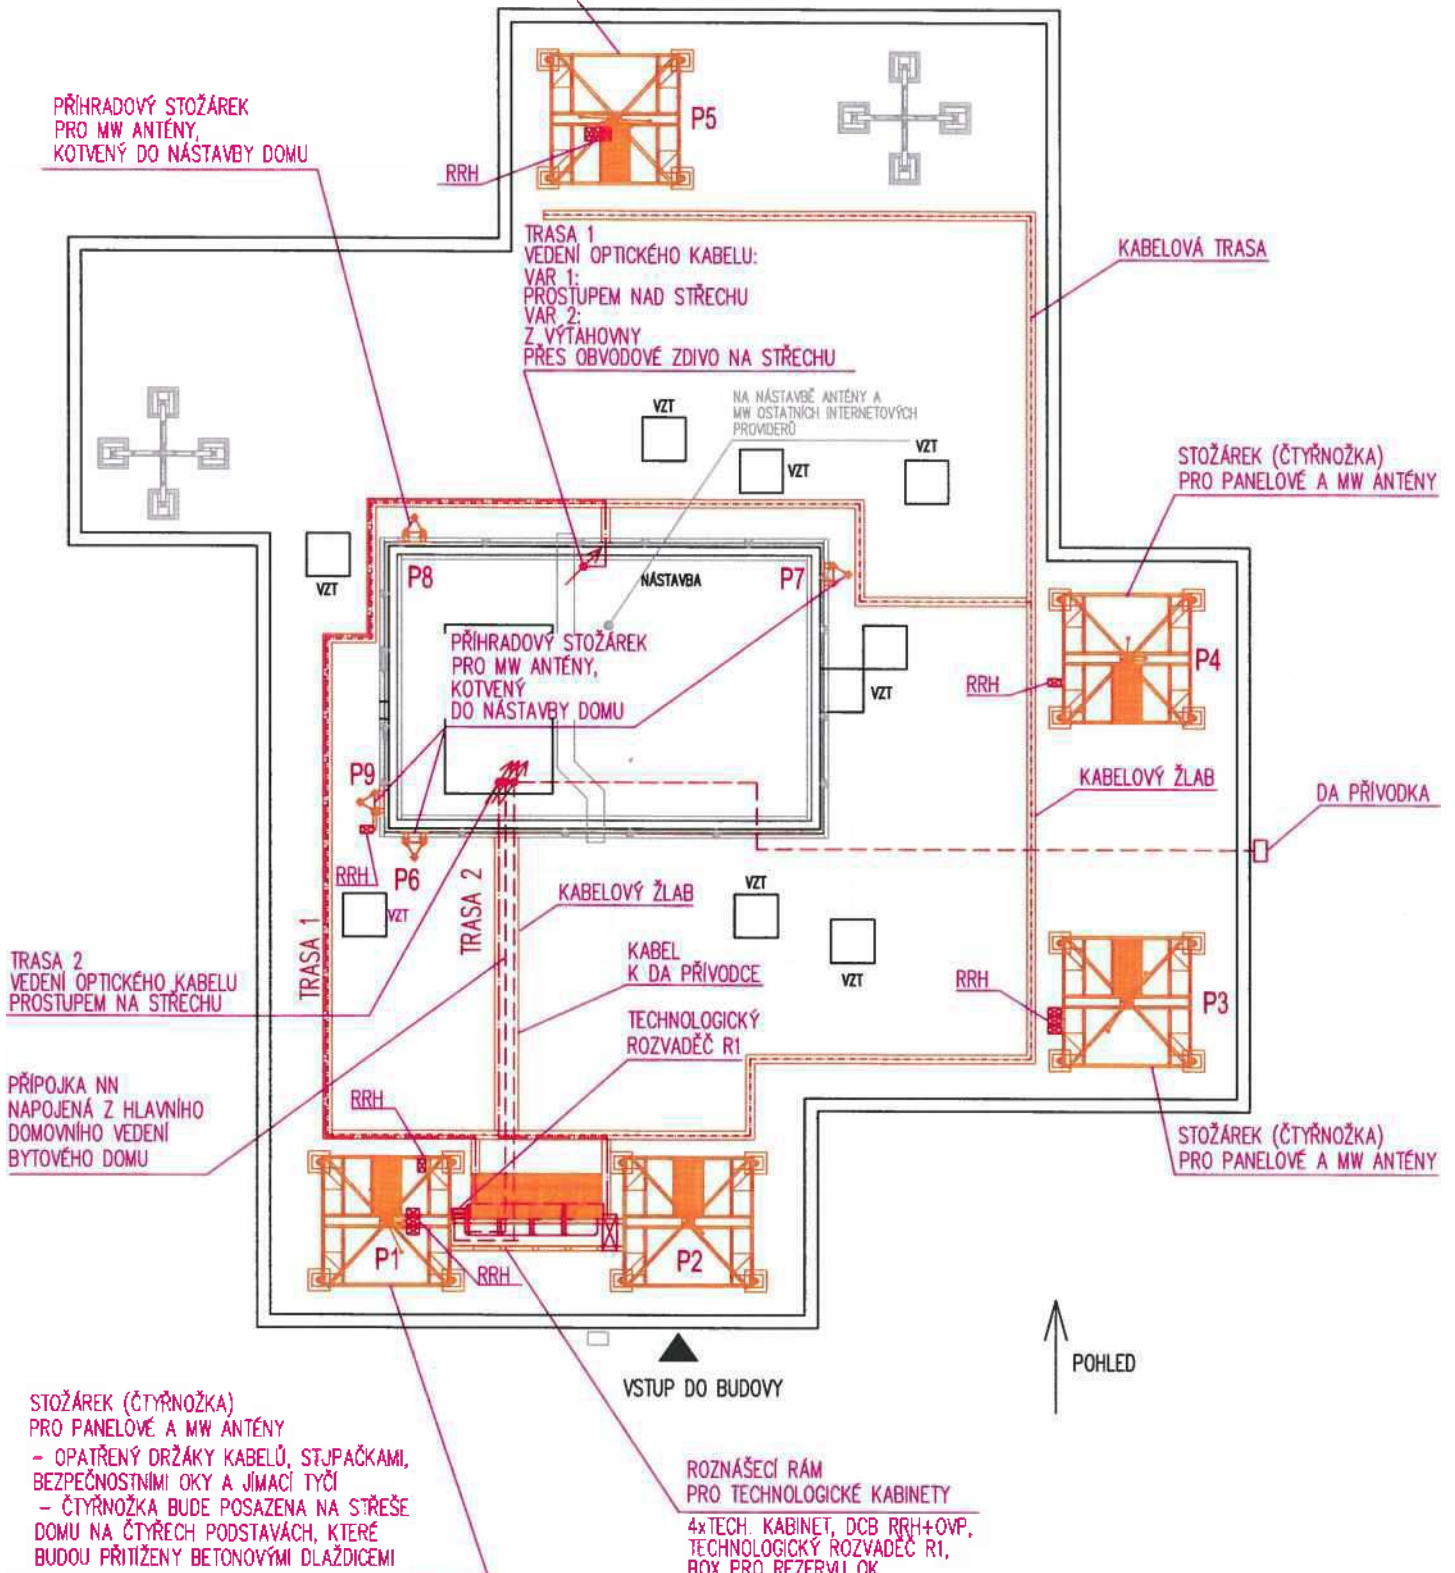 PŘÍHRADOVÝ STOŽÁREK
PRO MW ANTÉNY,
KOTVENÝ DO NÁSTAVBY DOMU
P5
RRH
TRASA 1
VEDENÍ OPTICKÉHO KABELU:
VAR 1:
PROSTUPEM NAD STŘECHU
VAR 2:
Z VÝTAHOVNY
PŘES OBVODOVÉ ZDIVO NA STŘECHU
KABELOVÁ TRASA
NA NÁSTAVBĚ ANTÉNY A
MW OSTATNÍCH INTERNETOVÝCH
PROVIDERŮ
VZT
VZT
VZT
STOŽÁREK (ČTYŘNOŽKA)
PRO PANELOVÉ A MW ANTÉNY
VZT
P8
NÁSTAVBA
P7
PŘÍHRADOVÝ STOŽÁREK
PRO MW ANTÉNY,
KOTVENÝ
DO NÁSTAVBY DOMU
VZT
RRH
P4
P9
KABELOVÝ ŽLAB
DA PŘÍVODKA
RRH
P6
VZT
TRASA 1
TRASA 2
KABELOVÝ ŽLAB
VZT
VZT
KABEL
K DA PŘÍVODCE
RRH
P3
TRASA 2
VEDENÍ OPTICKÉHO KABELU
PROSTUPEM NA STŘECHU
TECHNOLOGICKÝ
ROZVADĚČ R1
PŘÍPOJKA NN
NAPOJENÁ Z HLAVNÍHO
DOMOVNÍHO VEDENÍ
BYTOVÉHO DOMU
RRH
STOŽÁREK (ČTYŘNOŽKA)
PRO PANELOVÉ A MW ANTÉNY
P1
RRH
P2
VSTUP DO BUDOVY
POHLED
STOŽÁREK (ČTYŘNOŽKA)
PRO PANELOVÉ A MW ANTÉNY
- OPATŘENÝ DRŽÁKY KABELŮ, STUPAČKAMI,
BEZPEČNOSTNÍMI OKY A JÍMACÍ TYČÍ
- ČTYŘNOŽKA BUDE POSAZENA NA STŘEŠE
DOMU NA ČTYŘECH PODSTAVÁCH, KTERÉ
BUDOU PŘITÍŽENY BETONOVÝMI DLAŽDICEMI
ROZNÁŠECÍ RÁM
PRO TECHNOLOGICKÉ KABINETY
4xTECH. KABINET, DCB RRH+OVP,
TECHNOLOGICKÝ ROZVADĚČ R1,
BOX PRO REZERVU OK